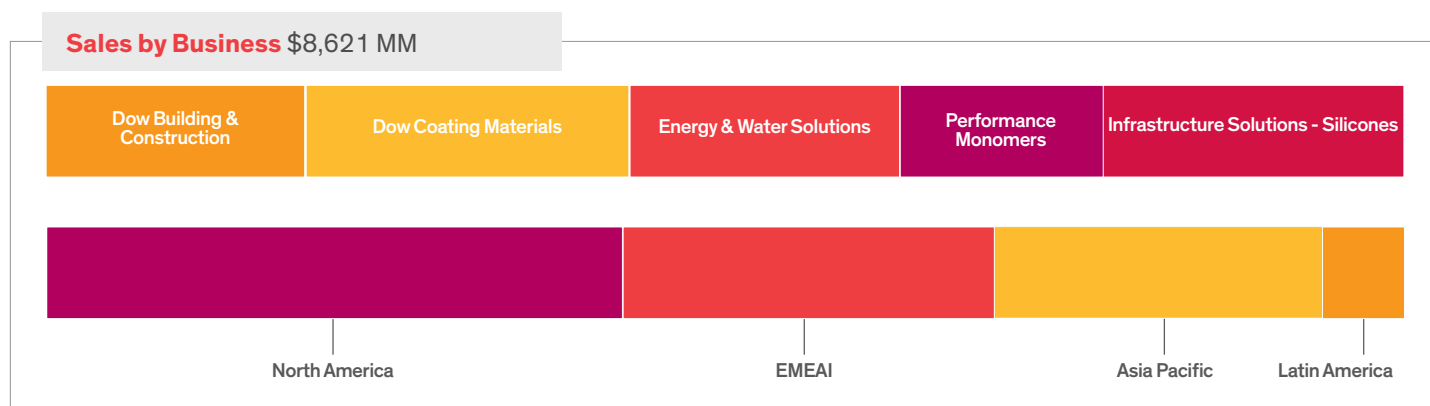 Sales by Business $8,621 MM
Dow Building &
Construction
Dow Coating Materials
Energy & Water Solutions
Performance
Monomers
Infrastructure Solutions - Silicones
North America
EMEAI
Asia Pacific
Latin America